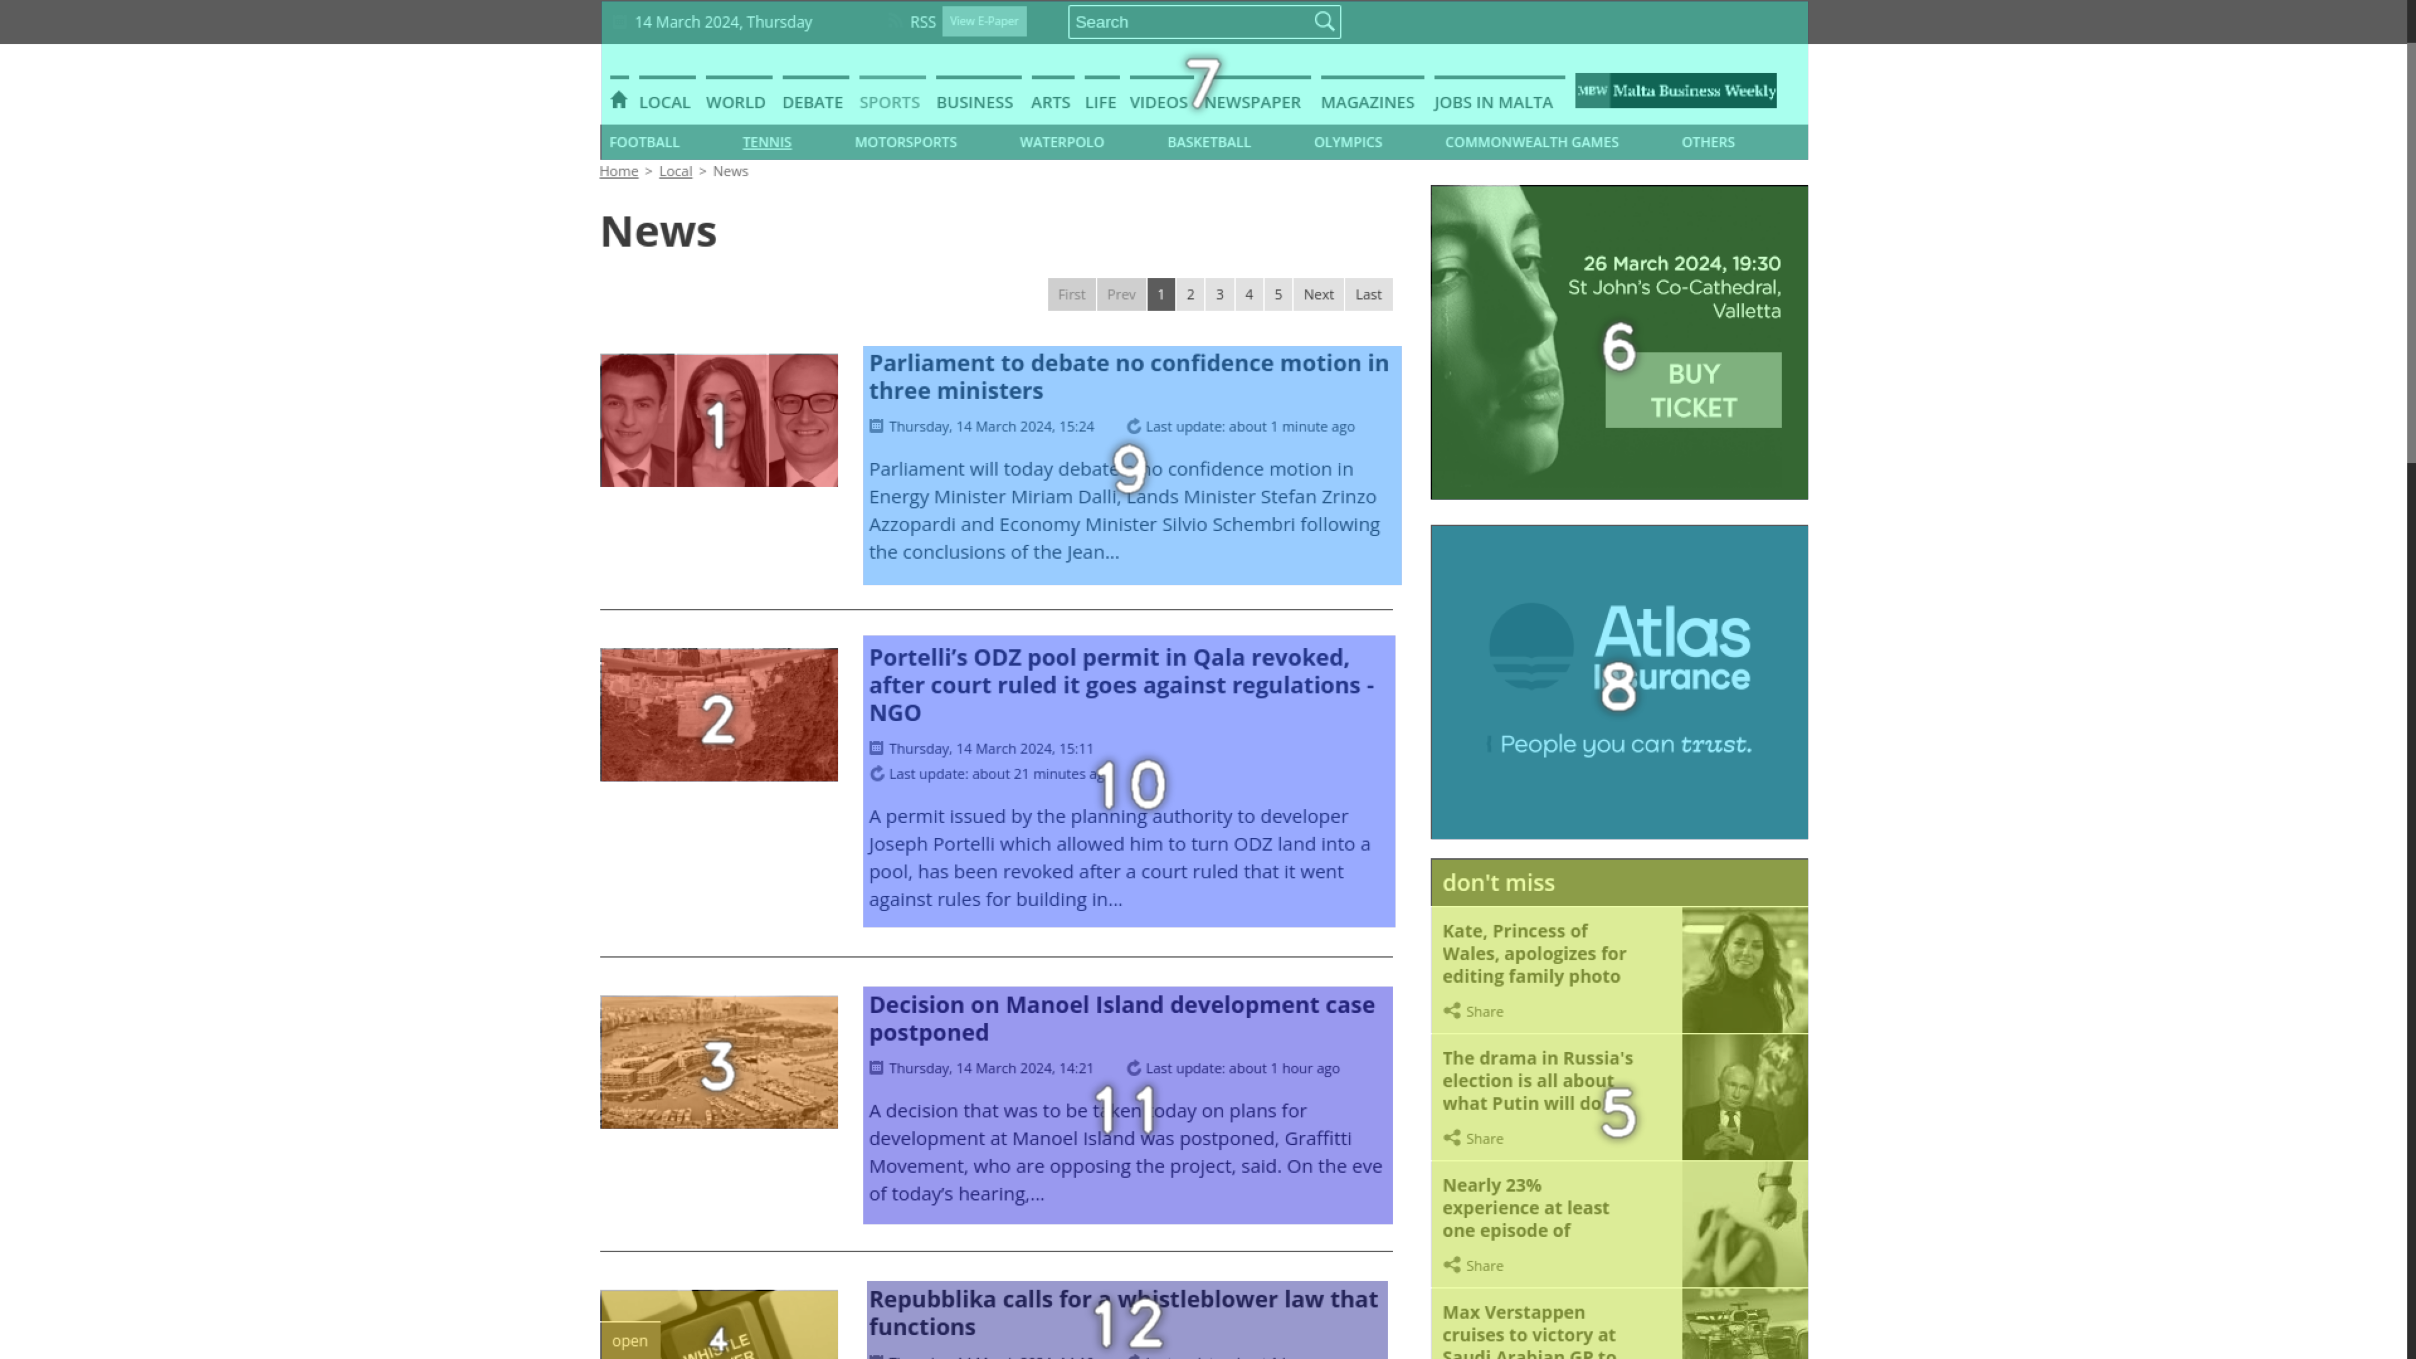 14 March 2024, Thursday
RSS
View E-Paper
Search
LOCAL WORLD DEBATE SPORTS BUSINESS ARTS LIFE VIDEOS NEWSPAPER MAGAZINES JOBS IN MALTA MBW Malta Business Weekly
7
FOOTBALL TENNIS MOTORSPORTS WATERPOLO BASKETBALL OLYMPICS COMMONWEALTH GAMES OTHERS
Home > Local > News
News
First Prev 1 2 3 4 5 Next Last
1
Parliament to debate no confidence motion in
three ministers
Thursday, 14 March 2024, 15:24 Last update: about 1 minute ago
9
Parliament will today debate no confidence motion in
Energy Minister Miriam Dalli, Lands Minister Stefan Zrinzo
Azzopardi and Economy Minister Silvio Schembri following
the conclusions of the Jean...
2
Portelli's ODZ pool permit in Qala revoked,
after court ruled it goes against regulations -
NGO
Thursday, 14 March 2024, 15:11
Last update: about 21 minutes ago
10
A permit issued by the planning authority to developer
Joseph Portelli which allowed him to turn ODZ land into a
pool, has been revoked after a court ruled that it went
against rules for building in...
3
Decision on Manoel Island development case
postponed
Thursday, 14 March 2024, 14:21 Last update: about 1 hour ago
11
A decision that was to be taken today on plans for
development at Manoel Island was postponed, Graffitti
Movement, who are opposing the project, said. On the eve
of today's hearing,...
4
open
Repubblika calls for a whistleblower law that
functions
12
26 March 2024, 19:30
St John's Co-Cathedral,
Valletta
6
BUY
TICKET
Atlas
Insurance
8
People you can trust.
don't miss
Kate, Princess of
Wales, apologizes for
editing family photo
Share
The drama in Russia's
election is all about
what Putin will do
5
Share
Nearly 23%
experience at least
one episode of
Share
Max Verstappen
cruises to victory at
Saudi Arabian GP to